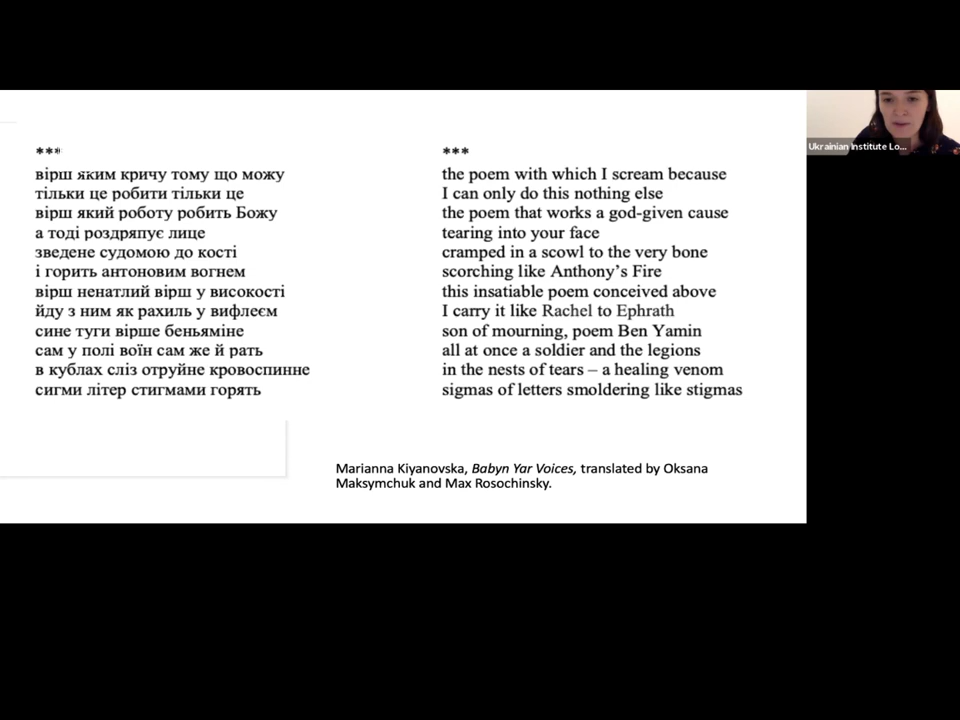 ***
вірш яким кричу тому що можу
тільки це робити тільки це
вірш який роботу робить Божу
а тоді роздряпує лице
зведене судомою до кості
і горить антоновим вогнем
вірш ненатлий вірш у високості
йду з ним як рахиль у вифлеєм
сине туги вірше беньяміне
сам у полі воїн сам же й рать
в кублах сліз отруйне кровоспинне
сигми літер стигмами горять
***
the poem with which I scream because
I can only do this nothing else
the poem that works a god-given cause
tearing into your face
cramped in a scowl to the very bone
scorching like Anthony's Fire
this insatiable poem conceived above
I carry it like Rachel to Ephrath
son of mourning, poem Ben Yamin
all at once a soldier and the legions
in the nests of tears – a healing venom
sigmas of letters smoldering like stigmas
Marianna Kiyanovska, Babyn Yar Voices, translated by Oksana
Maksymchuk and Max Rosochinsky.
Ukrainian Institute Lo...